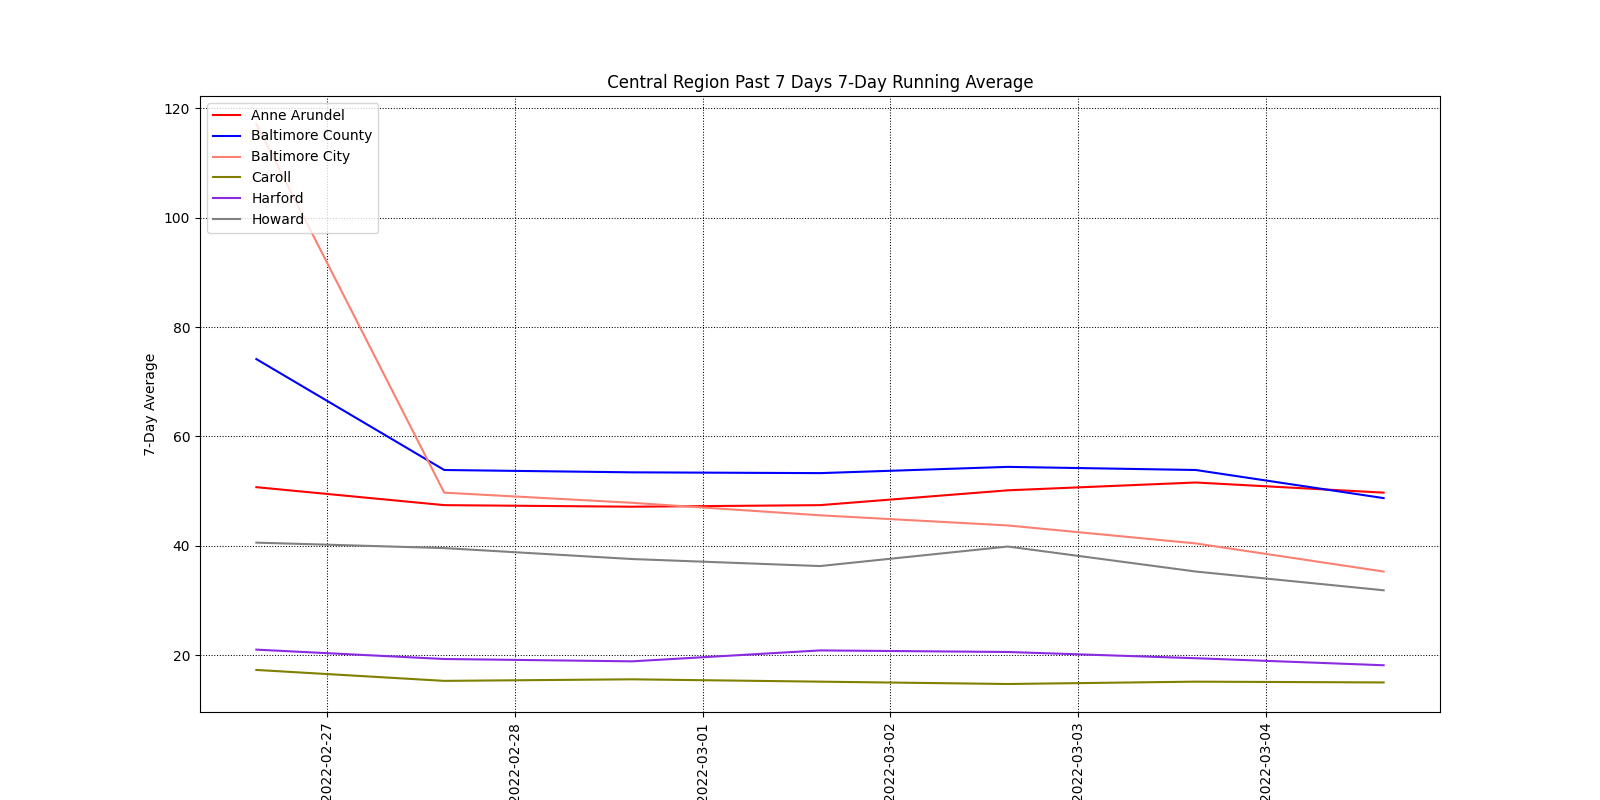 Central Region Past 7 Days 7-Day Running Average
120
100
80
60
40
20
7-Day Average
Anne Arundel
Baltimore County
Baltimore City
Caroll
Harford
Howard
2022-02-27
2022-02-28
2022-03-01
2022-03-02
2022-03-03
2022-03-04